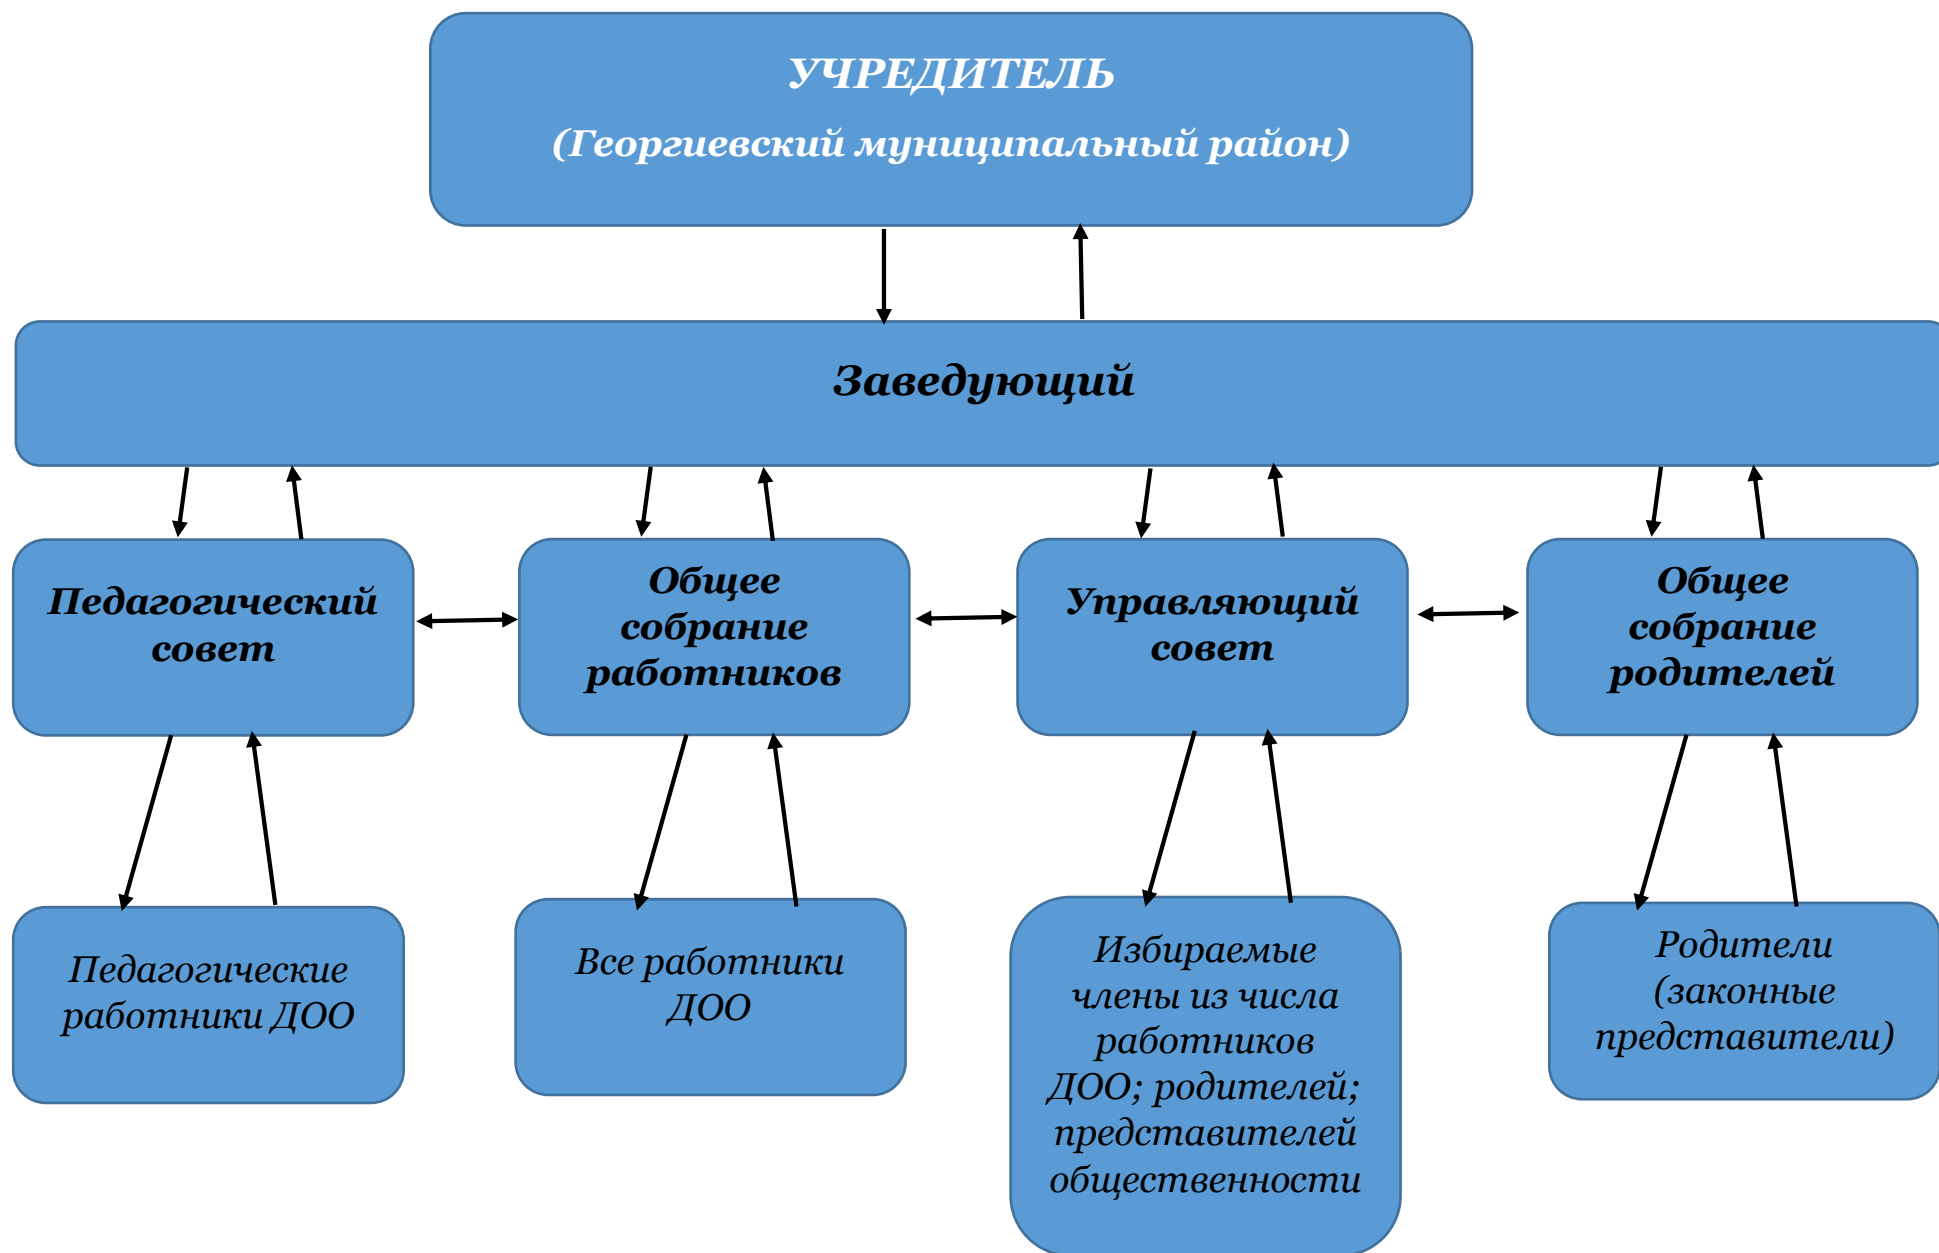 УЧРЕДИТЕЛЬ
(Георгиевский муниципальный район)
Заведующий
Педагогический
совет
Общее
собрание
работников
Управляющий
совет
Общее
собрание
родителей
Педагогические
работники ДОО
Все работники
ДОО
Избираемые
члены из числа
работников
ДОО; родителей;
представителей
общественности
Родители
(законные
представители)